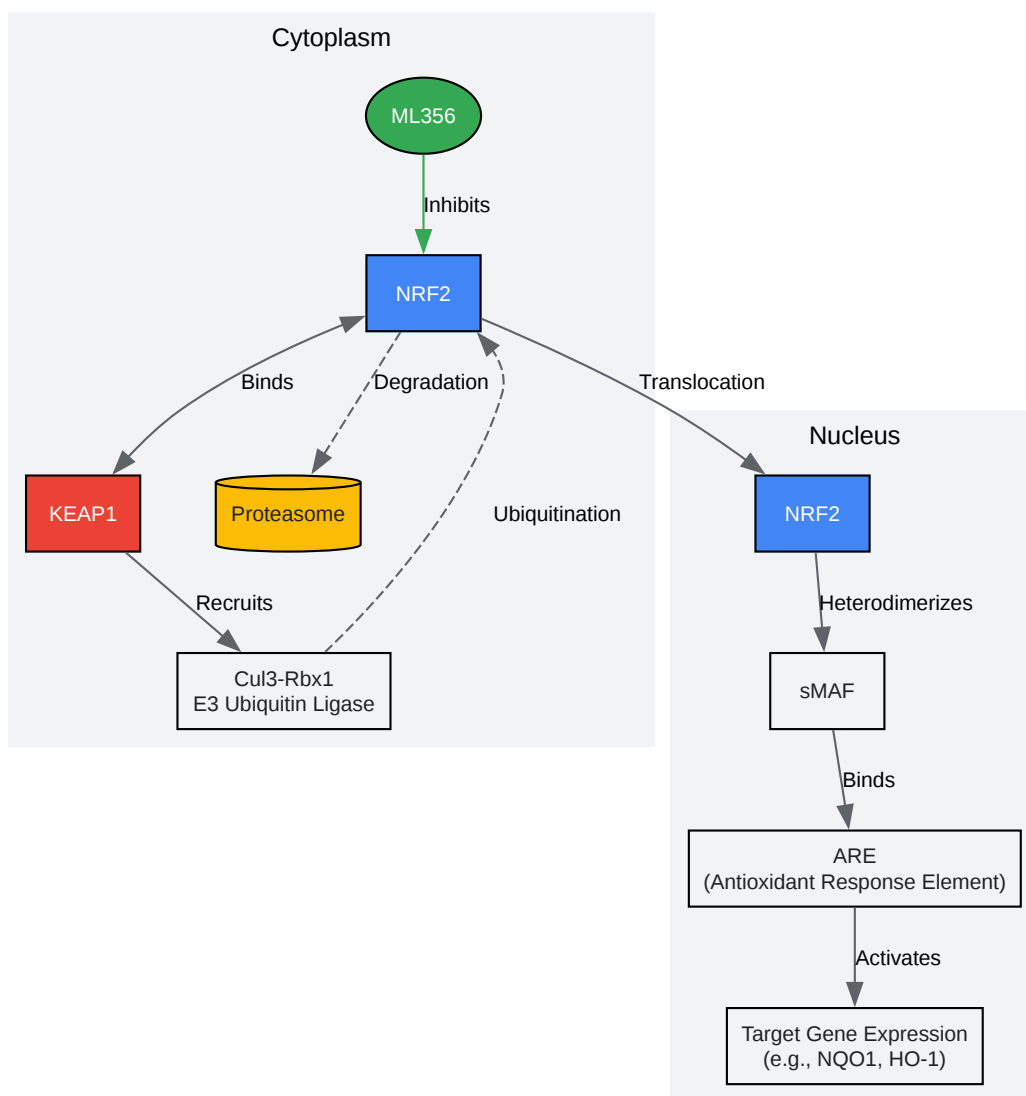 Cytoplasm
ML356
Inhibits
NRF2
Binds
Degradation
Translocation
Nucleus
KEAP1
Proteasome
Ubiquitination
NRF2
Recruits
Heterodimerizes
Cul3-Rbx1
E3 Ubiquitin Ligase
sMAF
Binds
ARE
(Antioxidant Response Element)
Activates
Target Gene Expression
(e.g., NQO1, HO-1)